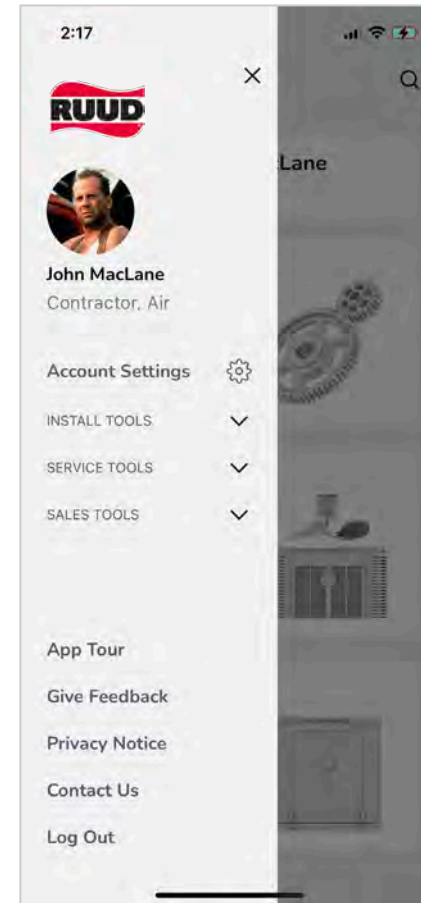 2:17
RUUD
Lane
John MacLane
Contractor, Air
Account Settings
INSTALL TOOLS
SERVICE TOOLS
SALES TOOLS
App Tour
Give Feedback
Privacy Notice
Contact Us
Log Out